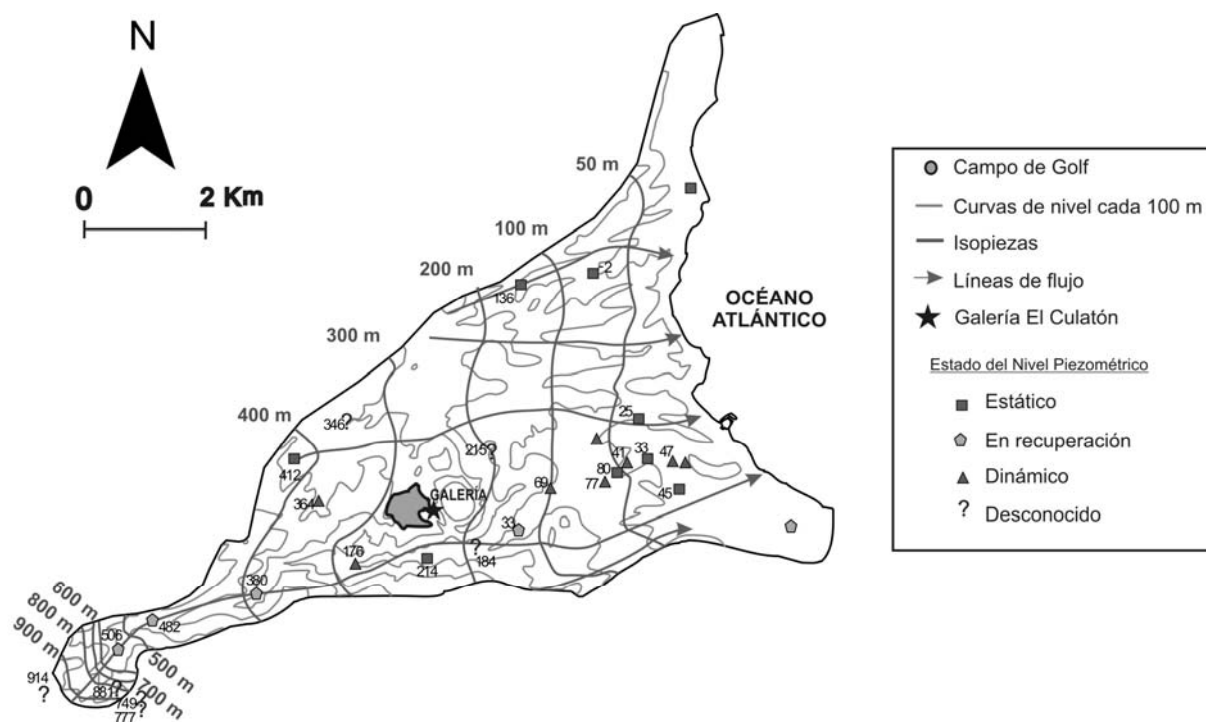 N
0 2 Km
50 m
100 m
200 m
300 m
400 m
136
OCÉANO
ATLÁNTICO
346 ?
25
412
215 ?
41 33 47
80
77
45
364
GALERÍA
69
33
176
214
?
184
380
600 m
800 m
900 m
506
482
500 m
700 m
914
?
881 ?
749 ?
777 ?
Campo de Golf
Curvas de nivel cada 100 m
Isopiezas
Líneas de flujo
Galería El Culatón
Estado del Nivel Piezométrico
Estático
En recuperación
Dinámico
? Desconocido